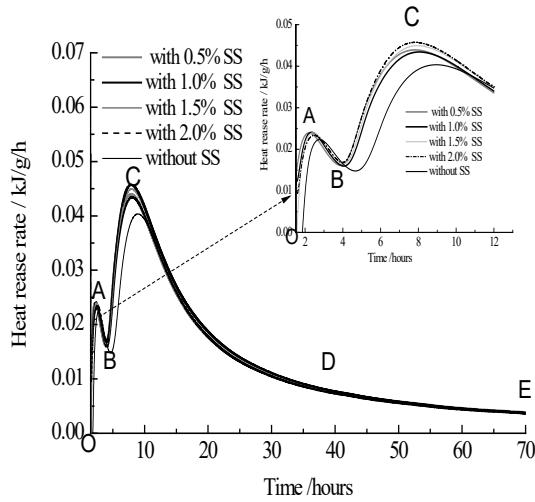 0.07
0.06
0.05
0.04
0.03
0.02
0.01
0.00
Heat rease rate / kJ/g/h
with 0.5% SS
with 1.0% SS
with 1.5% SS
with 2.0% SS
without SS
A
B
C
D
E
O
10
20
30
40
50
60
70
Time /hours
0.05
0.04
0.03
0.02
0.01
0.00
Heat rease rate / kJ/g/h
C
A
B
O
with 0.5% SS
with 1.0% SS
with 1.5% SS
with 2.0% SS
without SS
2
4
6
8
10
12
Time /hours